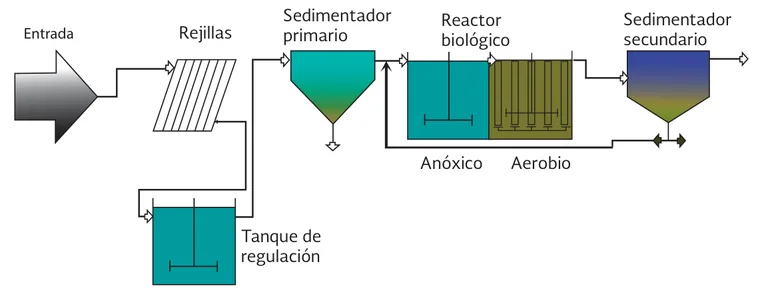 Entrada
Rejillas
Sedimentador
primario
Reactor
biológico
Sedimentador
secundario
Anóxico
Aerobio
Tanque de
regulación